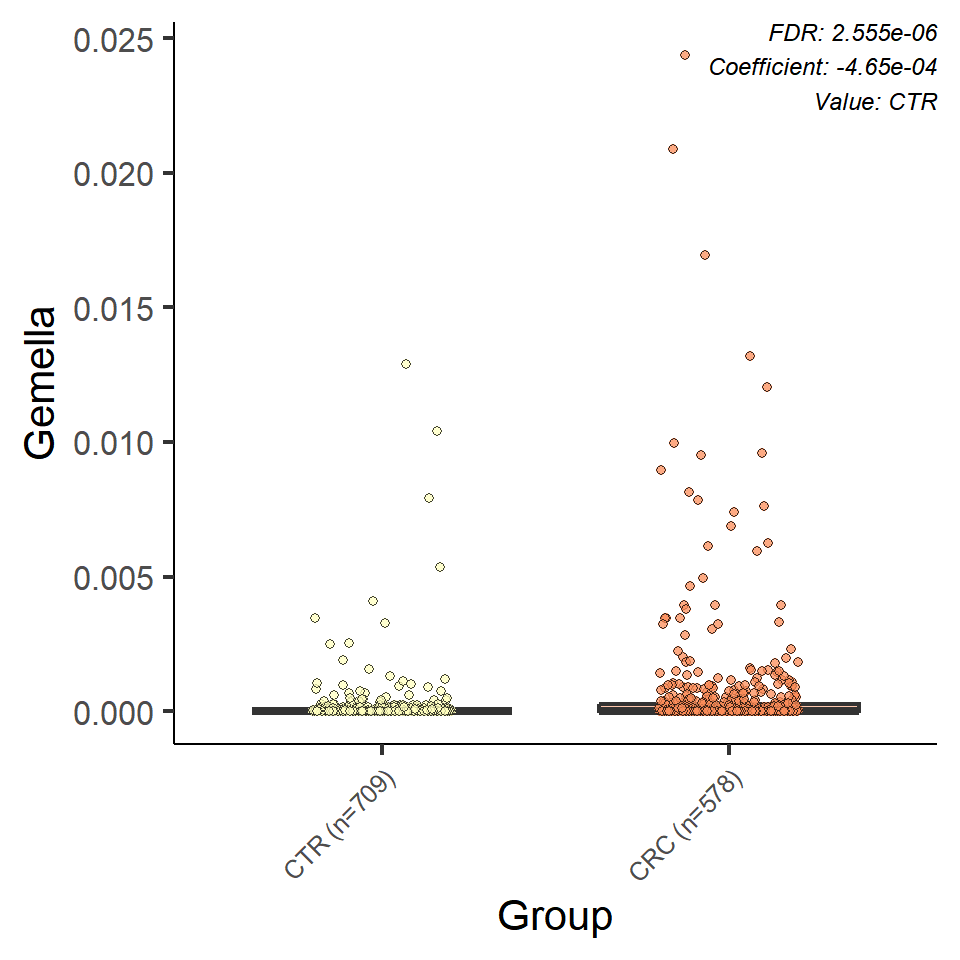 FDR: 2.555e-06
Coefficient: -4.65e-04
Value: CTR
0.025
0.020
0.015
0.010
0.005
0.000
Gemella
CTR (n=709)
CRC (n=578)
Group